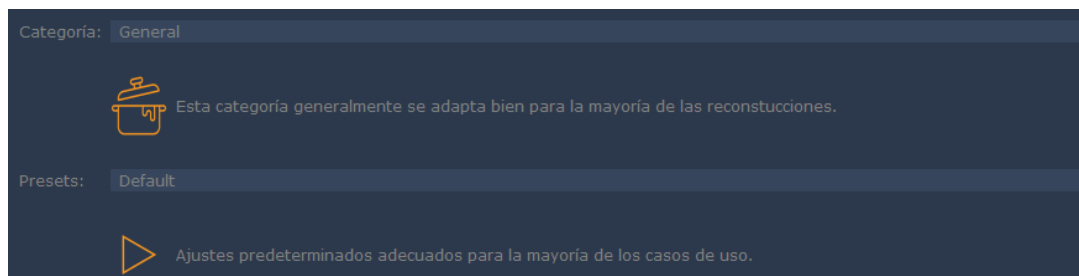 Categoría: General
Esta categoría generalmente se adapta bien para la mayoría de las reconstucciones.
Presets: Default
Ajustes predeterminados adecuados para la mayoría de los casos de uso.